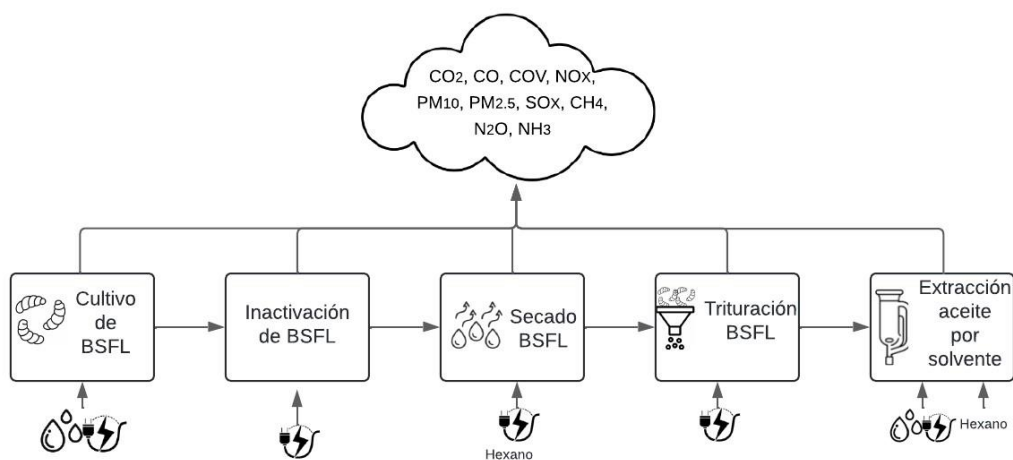 CO2, CO, COV, NOx,
PM10, PM2.5, SOx, CH4,
N2O, NH3
Cultivo
de
BSFL
Inactivación
de BSFL
Secado
BSFL
Trituración
BSFL
Extracción
aceite
por
solvente
Hexano
Hexano